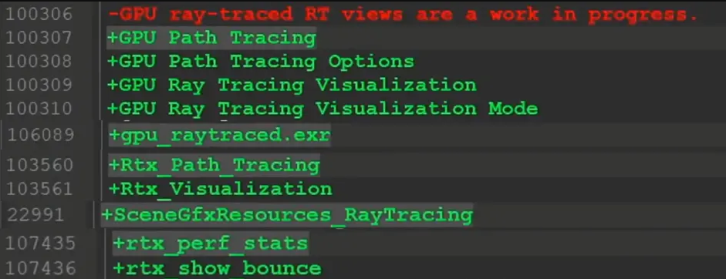 100306 -GPU ray-traced RT views are a work in progress.
100307 +GPU Path Tracing
100308 +GPU Path Tracing Options
100309 +GPU Ray Tracing Visualization
100310 +GPU Ray Tracing Visualization Mode
106089 +gpu_raytraced.exr
103560 +Rtx_Path_Tracing
103561 +Rtx_Visualization
22991 +SceneGfxResources_RayTracing
107435 +rtx_perf_stats
107436 +rtx_show_bounce